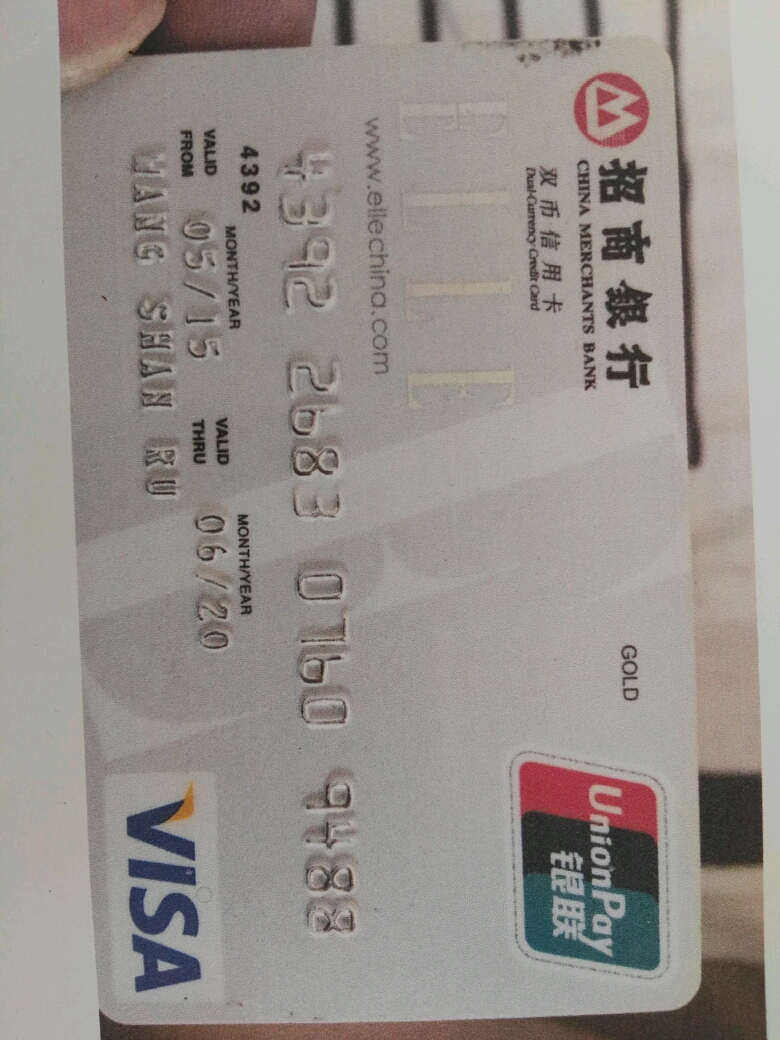 招商銀行
CHINA MERCHANTS BANK
双币信用卡
Dual-Currency Credit Card
ELLE
www.ellechina.com
GOLD
UnionPay
银联
4392 2683 0760 9488
4392
MONTH/YEAR
MONTH/YEAR
VALID FROM 05/15
VALID THRU 06/20
WANG SHAN RU
VISA